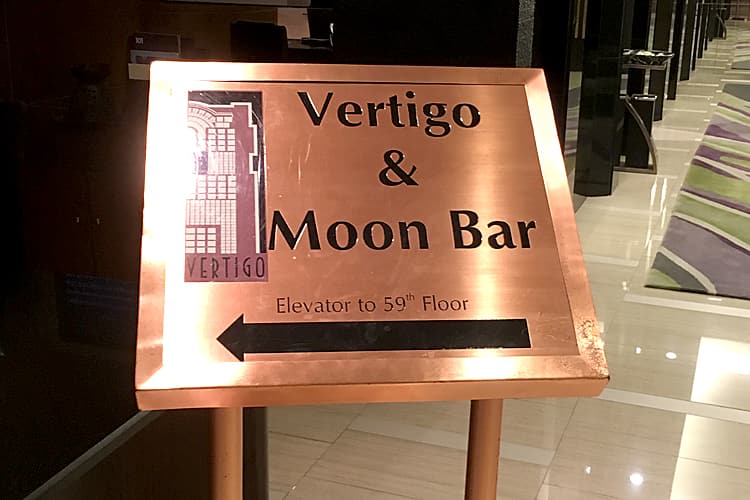 Vertigo
&
Moon Bar
VERTIGO
Elevator to 59th Floor